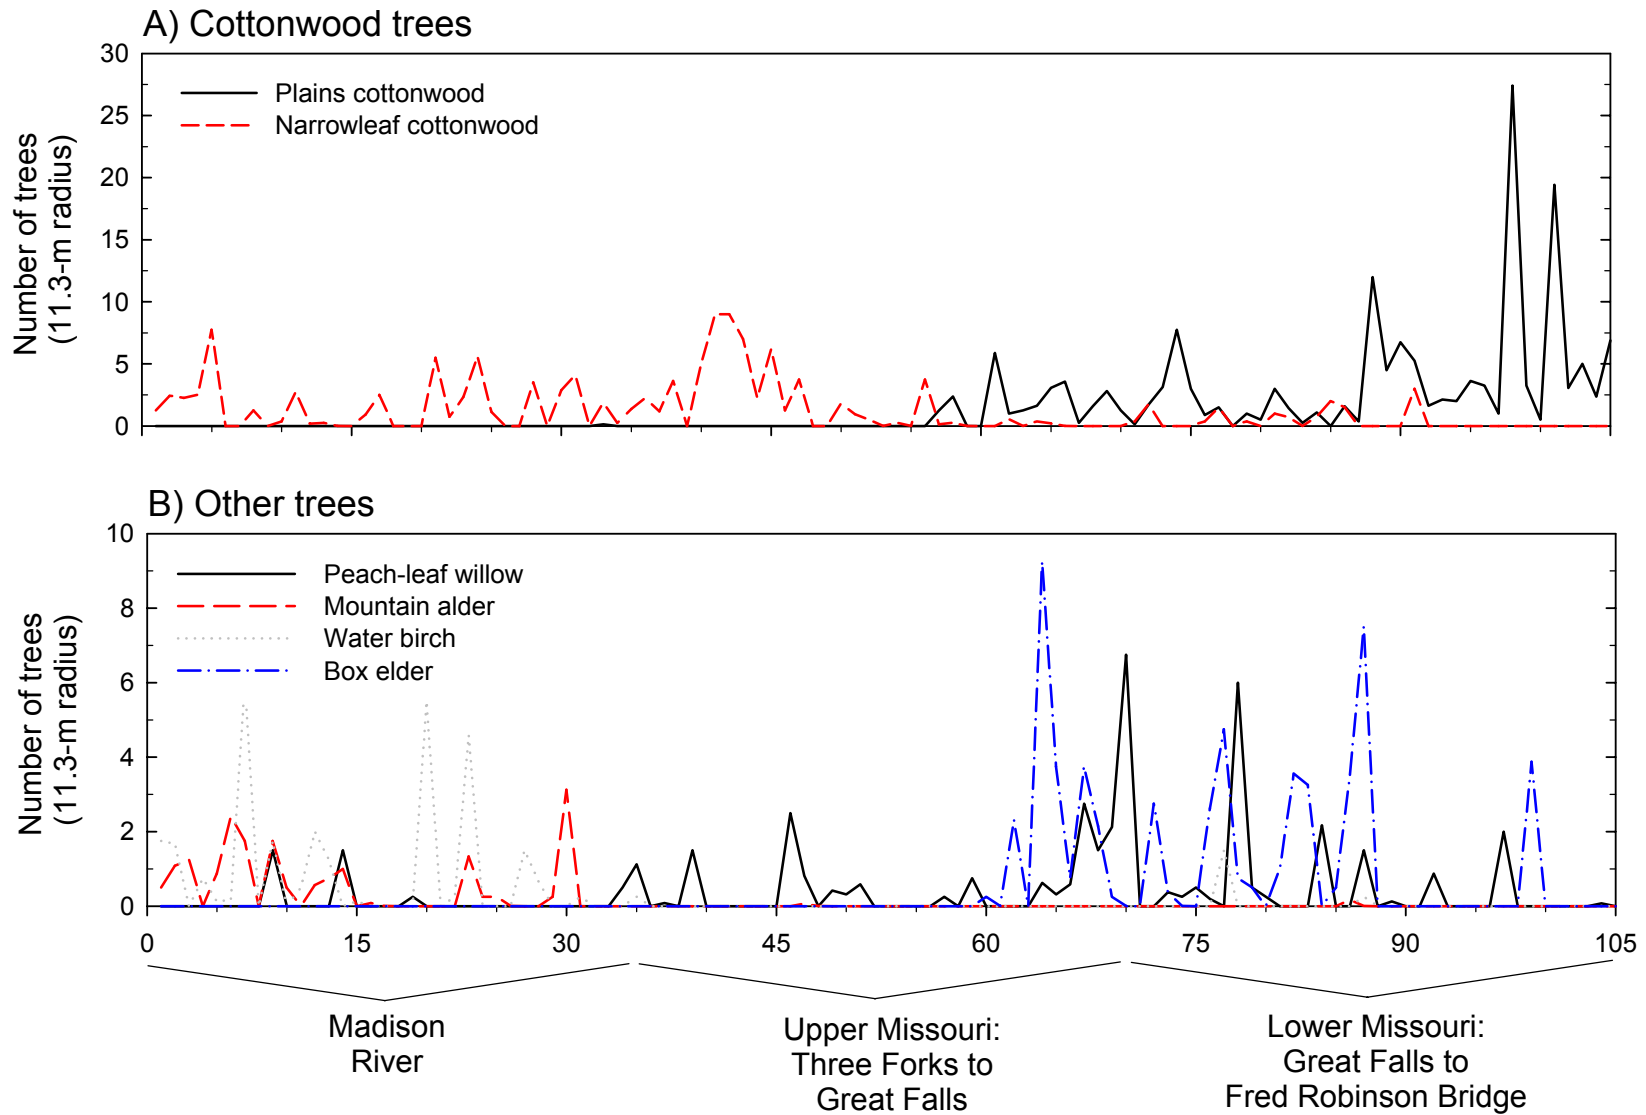 A) Cottonwood trees
30
25
20
15
10
5
0
Number of trees
(11.3-m radius)
Plains cottonwood
Narrowleaf cottonwood
B) Other trees
10
8
6
4
2
0
Number of trees
(11.3-m radius)
Peach-leaf willow
Mountain alder
Water birch
Box elder
0 15 30 45 60 75 90 105
Madison
River
Upper Missouri:
Three Forks to
Great Falls
Lower Missouri:
Great Falls to
Fred Robinson Bridge